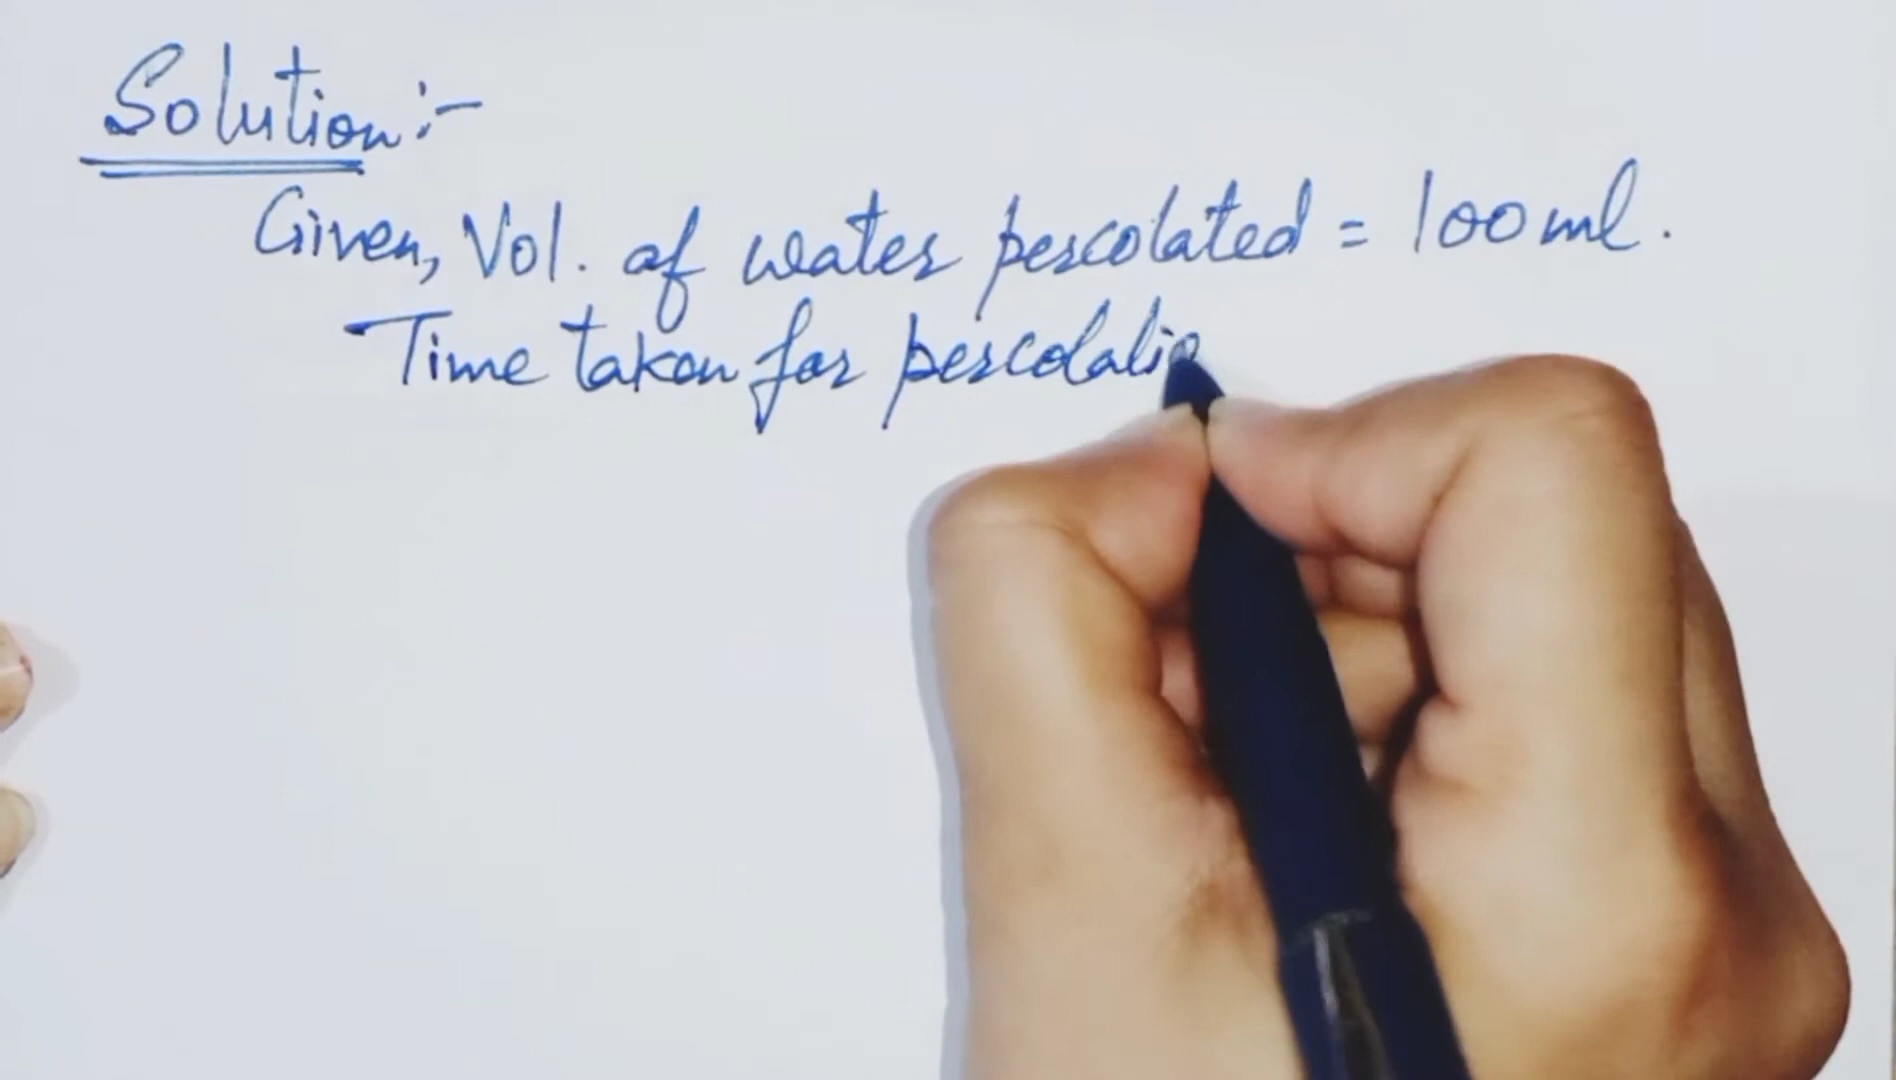 Solution :-
Given, Vol. of water percolated = 100 ml.
Time taken for percolatio